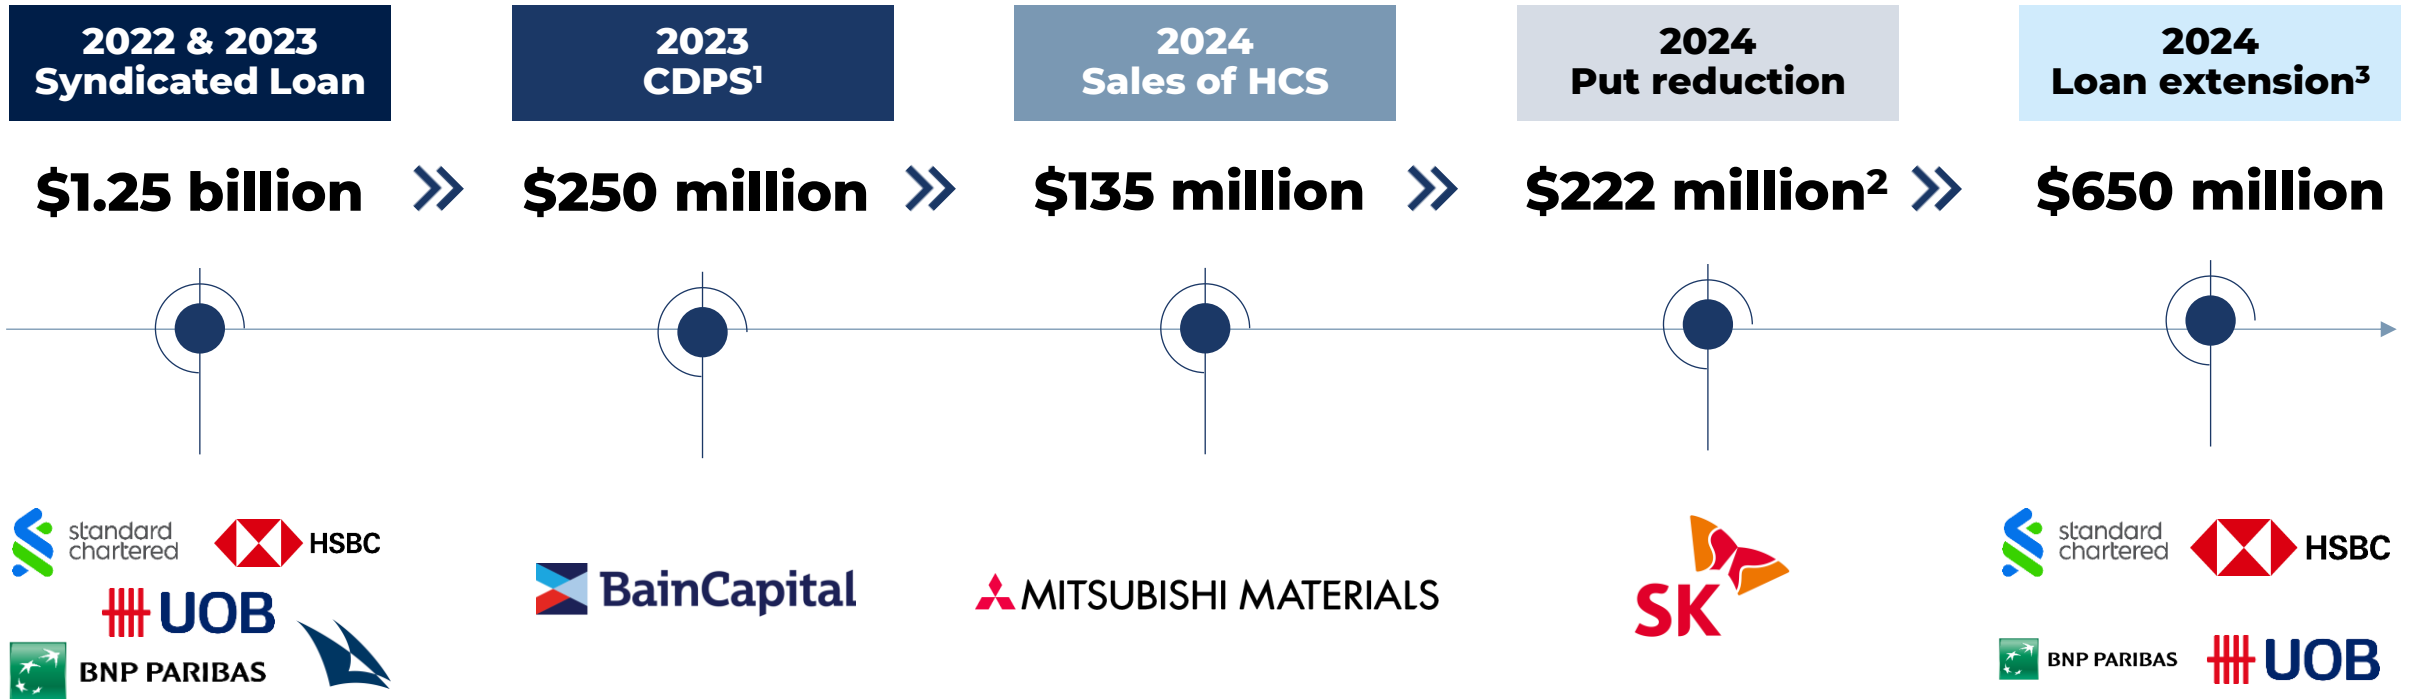 2022 & 2023
Syndicated Loan
2023
CDPS¹
2024
Sales of HCS
2024
Put reduction
2024
Loan extension³
$1.25 billion
$250 million
$135 million
$222 million²
$650 million
standard
chartered
HSBC
UOB
BNP PARIBAS
BainCapital
MITSUBISHI MATERIALS
SK
standard
chartered
HSBC
BNP PARIBAS
UOB